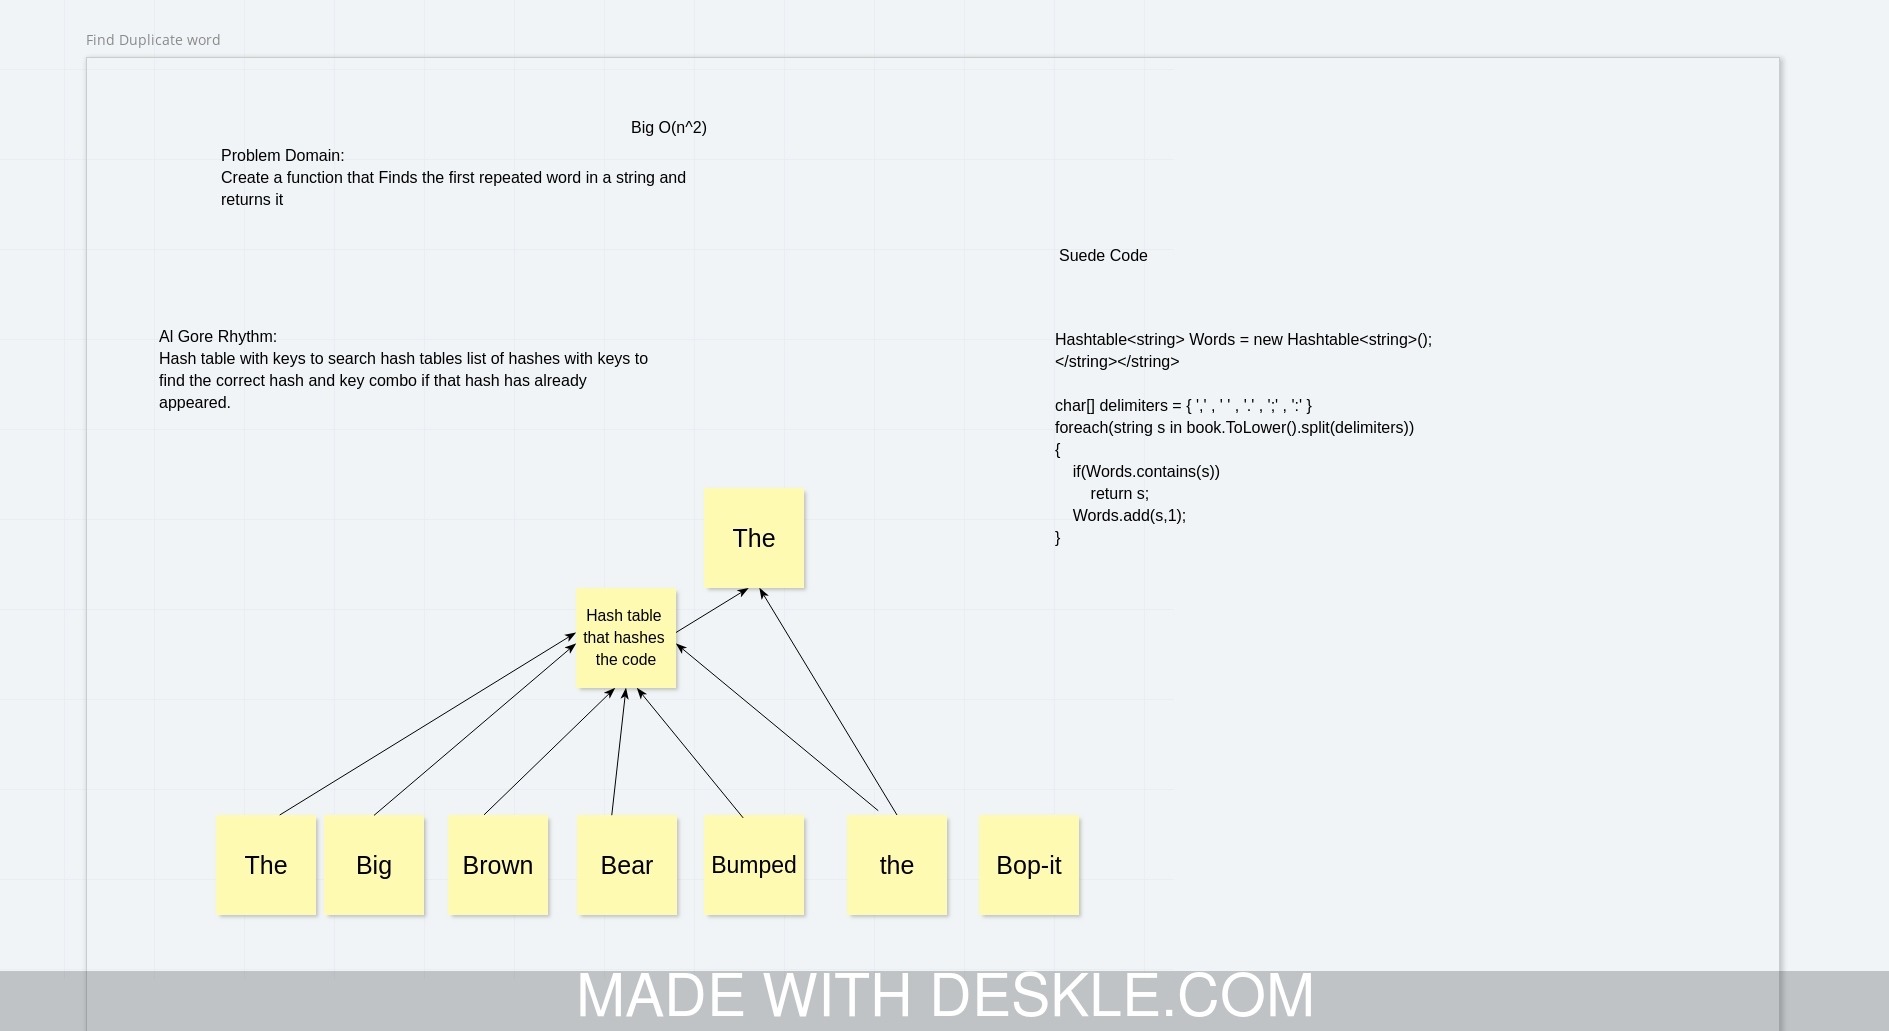 Find Duplicate word
Big O(n^2)
Problem Domain:
Create a function that Finds the first repeated word in a string and
returns it
Suede Code
Al Gore Rhythm:
Hash table with keys to search hash tables list of hashes with keys to
find the correct hash and key combo if that hash has already
appeared.
Hashtable<string> Words = new Hashtable<string>();
</string></string>
char[] delimiters = { ',' , ' ' , '.' , ';' , ':' }
foreach(string s in book.ToLower().split(delimiters))
{
if(Words.contains(s))
return s;
Words.add(s,1);
}
The
Hash table
that hashes
the code
The
Big
Brown
Bear
Bumped
the
Bop-it
MADE WITH DESKLE.COM